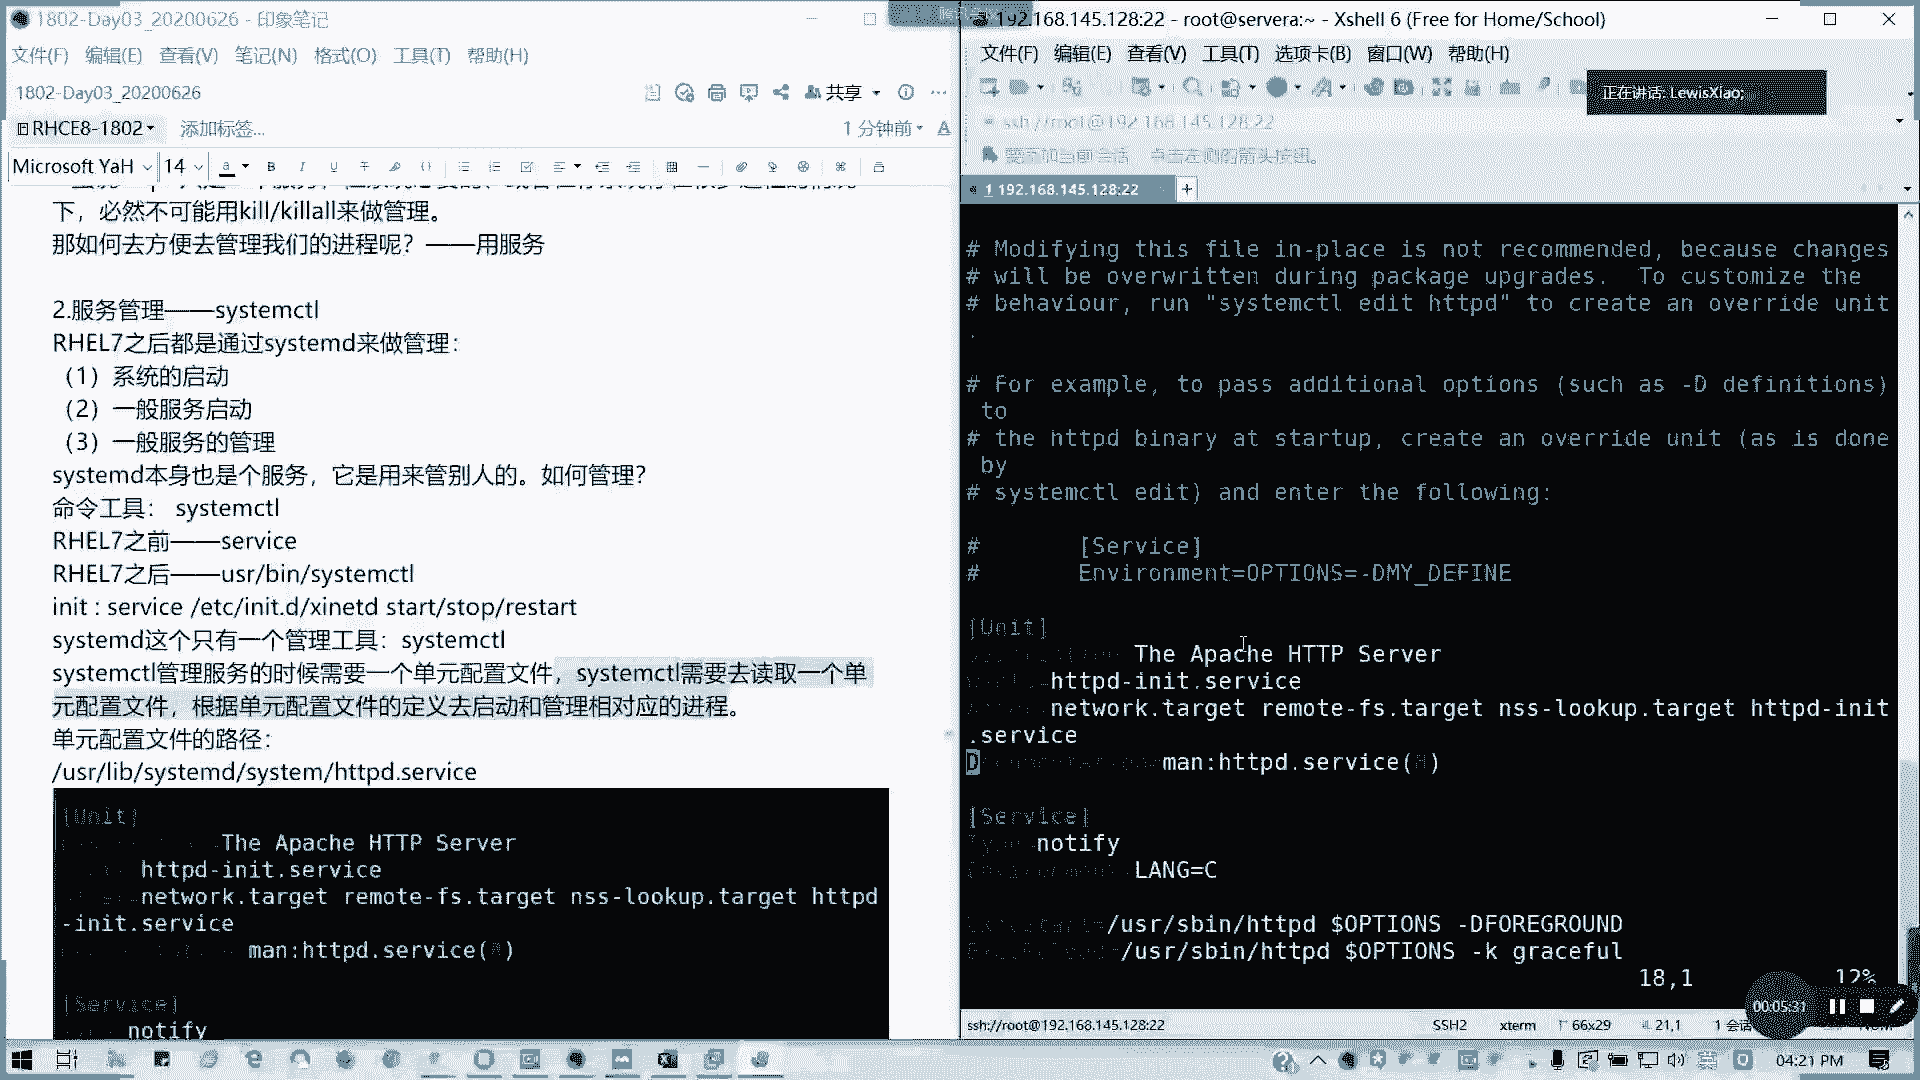 1802-Day03_20200626 - 印象笔记
文件(F) 编辑(E) 查看(V) 笔记(N) 格式(O) 工具(T) 帮助(H)
1802-Day03_20200626
共享
RHCE8-1802 添加标签...
1 分钟前
Microsoft YaH 14
下，必然不可能用kill/killall来做管理。
那如何去方便去管理我们的进程呢？——用服务
2.服务管理——systemctl
RHEL7之后都是通过systemd来做管理：
（1）系统的启动
（2）一般服务启动
（3）一般服务的管理
systemd本身也是个服务，它是用来管别人的。如何管理？
命令工具： systemctl
RHEL7之前——service
RHEL7之后——usr/bin/systemctl
init : service /etc/init.d/xinetd start/stop/restart
systemd这个只有一个管理工具：systemctl
systemctl管理服务的时候需要一个单元配置文件，systemctl需要去读取一个单
元配置文件，根据单元配置文件的定义去启动和管理相对应的进程。
单元配置文件的路径：
/usr/lib/systemd/system/httpd.service
[Unit]
The Apache HTTP Server
httpd-init.service
network.target remote-fs.target nss-lookup.target httpd
-init.service
man:httpd.service( )
[Service]
notify
192.168.145.128:22 - root@servera:~ - Xshell 6 (Free for Home/School)
文件(F) 编辑(E) 查看(V) 工具(T) 选项卡(B) 窗口(W) 帮助(H)
正在讲话: LewisXiao;
ssh://root@192.168.145.128:22
要添加当前会话，点击左侧的箭头按钮。
1 192.168.145.128:22
# Modifying this file in-place is not recommended, because changes
# will be overwritten during package upgrades.  To customize the
# behaviour, run "systemctl edit httpd" to create an override unit
.
# For example, to pass additional options (such as -D definitions)
to
# the httpd binary at startup, create an override unit (as is done
by
# systemctl edit) and enter the following:
#       [Service]
#       Environment=OPTIONS=-DMY_DEFINE
[Unit]
The Apache HTTP Server
httpd-init.service
network.target remote-fs.target nss-lookup.target httpd-init
.service
D man:httpd.service( )
[Service]
notify
LANG=C
/usr/sbin/httpd $OPTIONS -DFOREGROUND
/usr/sbin/httpd $OPTIONS -k graceful
18,1 12%
00:05:31
ssh://root@192.168.145.128:22 SSH2 xterm 66x29 21,1
04:21 PM